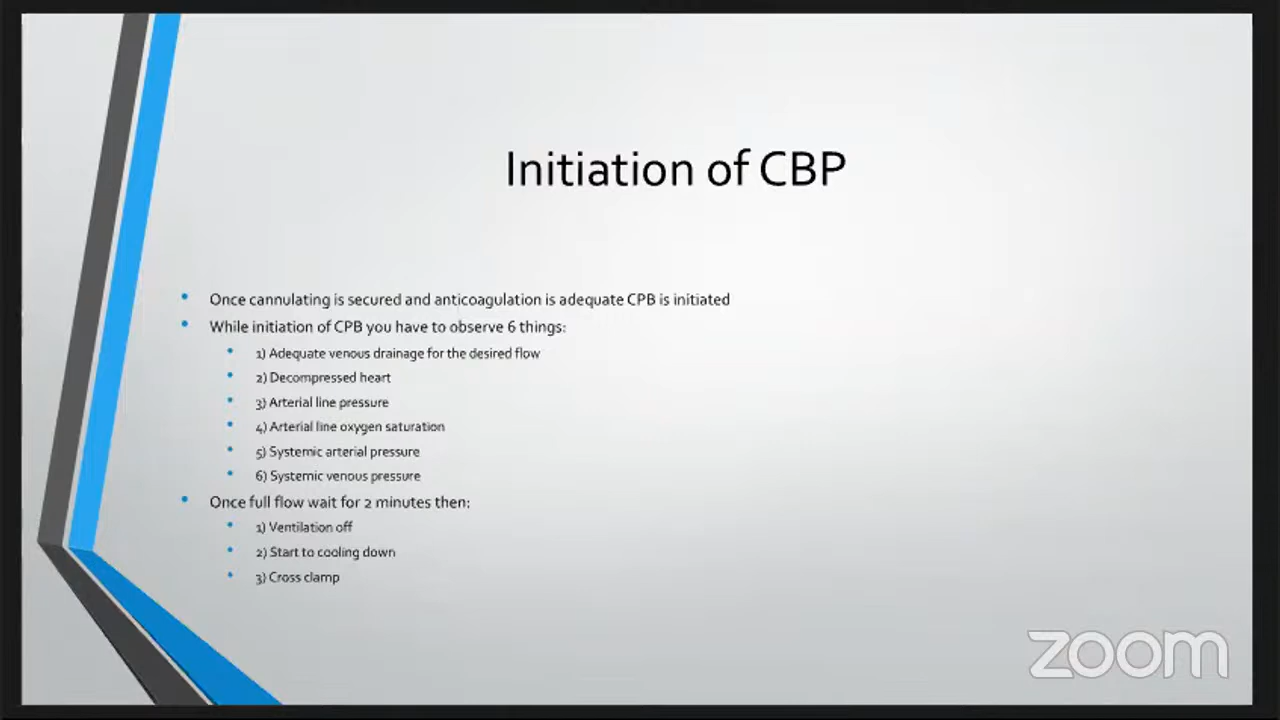 Initiation of CBP
• Once cannulating is secured and anticoagulation is adequate CPB is initiated
• While initiation of CPB you have to observe 6 things:
• 1) Adequate venous drainage for the desired flow
• 2) Decompressed heart
• 3) Arterial line pressure
• 4) Arterial line oxygen saturation
• 5) Systemic arterial pressure
• 6) Systemic venous pressure
• Once full flow wait for 2 minutes then:
• 1) Ventilation off
• 2) Start to cooling down
• 3) Cross clamp
zoom